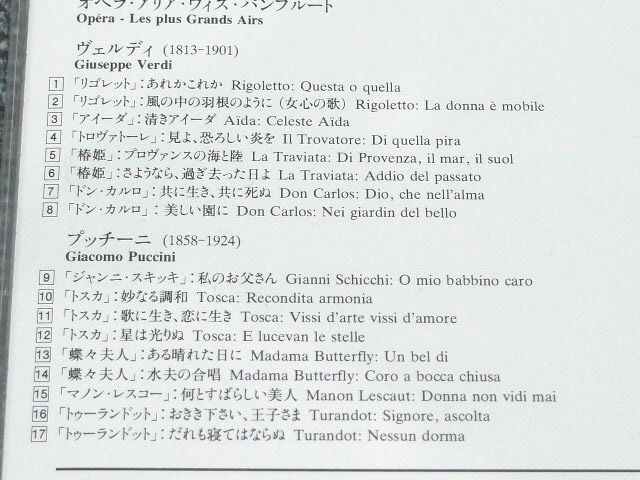 オペラ・アリア・ウィズ・パンフルート
Opéra - Les plus Grands Airs
ヴェルディ (1813-1901)
Giuseppe Verdi
1 「リゴレット」：あれかこれか Rigoletto: Questa o quella
2 「リゴレット」：風の中の羽根のように（女心の歌）Rigoletto: La donna è mobile
3 「アイーダ」：清きアイーダ Aïda: Celeste Aïda
4 「トロヴァトーレ」：見よ、恐ろしい炎を Il Trovatore: Di quella pira
5 「椿姫」：プロヴァンスの海と陸 La Traviata: Di Provenza, il mar, il suol
6 「椿姫」：さようなら、過ぎ去った日よ La Traviata: Addio del passato
7 「ドン・カルロ」：共に生き、共に死ぬ Don Carlos: Dio, che nell'alma
8 「ドン・カルロ」：美しい園に Don Carlos: Nei giardin del bello
プッチーニ (1858-1924)
Giacomo Puccini
9 「ジャンニ・スキッキ」：私のお父さん Gianni Schicchi: O mio babbino caro
10 「トスカ」：妙なる調和 Tosca: Recondita armonia
11 「トスカ」：歌に生き、恋に生き Tosca: Vissi d'arte vissi d'amore
12 「トスカ」：星は光りぬ Tosca: E lucevan le stelle
13 「蝶々夫人」：ある晴れた日に Madama Butterfly: Un bel di
14 「蝶々夫人」：水夫の合唱 Madama Butterfly: Coro a bocca chiusa
15 「マノン・レスコー」：何とすばらしい美人 Manon Lescaut: Donna non vidi mai
16 「トゥーランドット」：おきき下さい、王子さま Turandot: Signore, ascolta
17 「トゥーランドット」：だれも寝てはならぬ Turandot: Nessun dorma